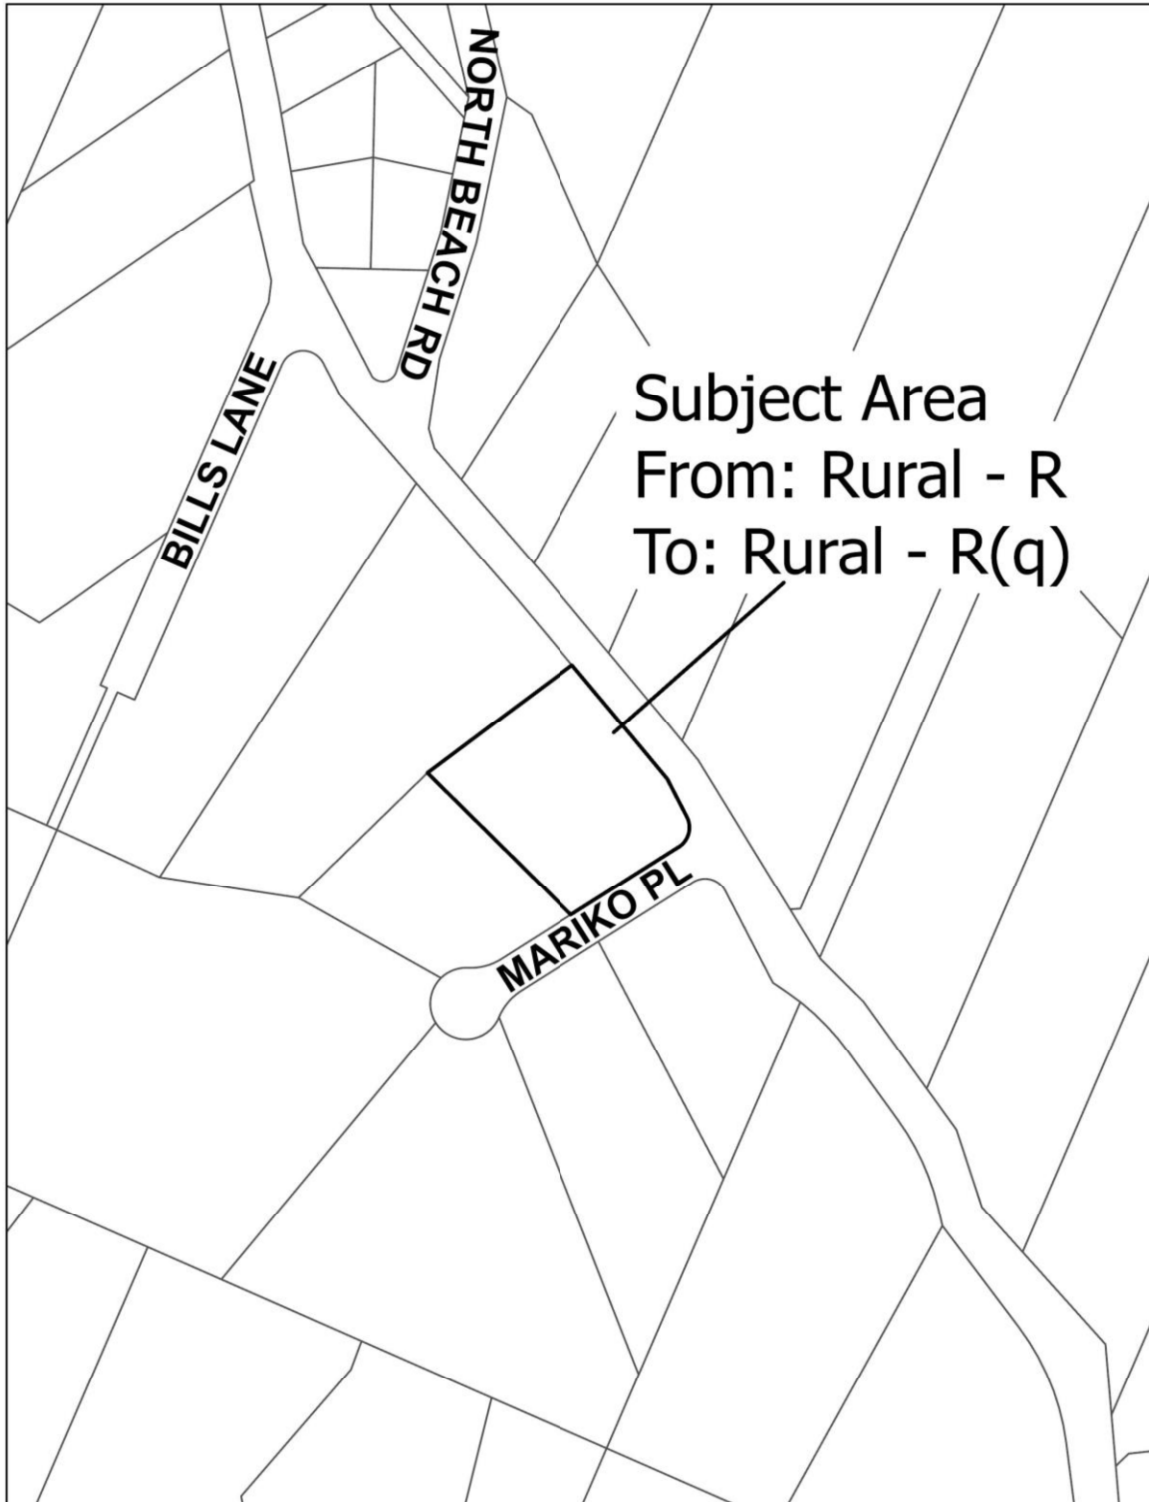 NORTH BEACH RD
BILLS LANE
Subject Area
From: Rural - R
To: Rural - R(q)
MARIKO PL